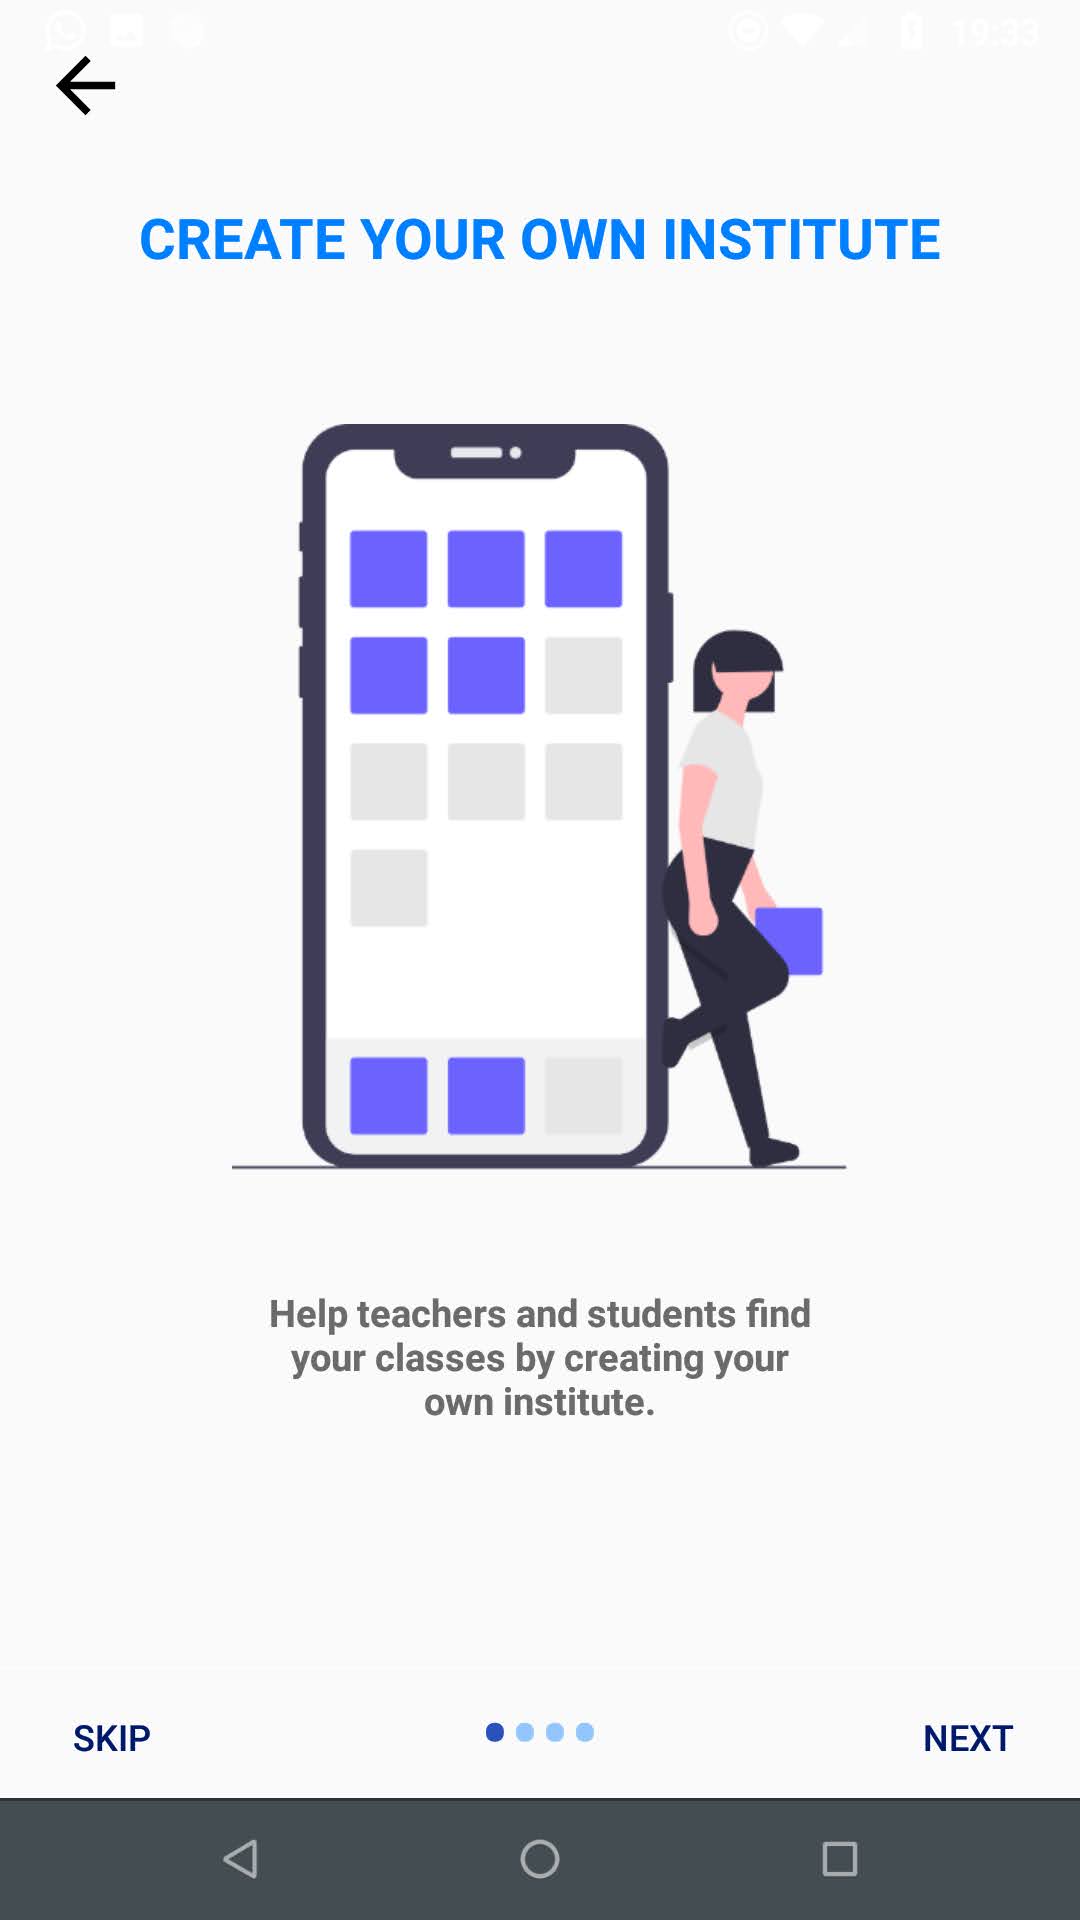 19:33
CREATE YOUR OWN INSTITUTE
Help teachers and students find
your classes by creating your
own institute.
SKIP
NEXT